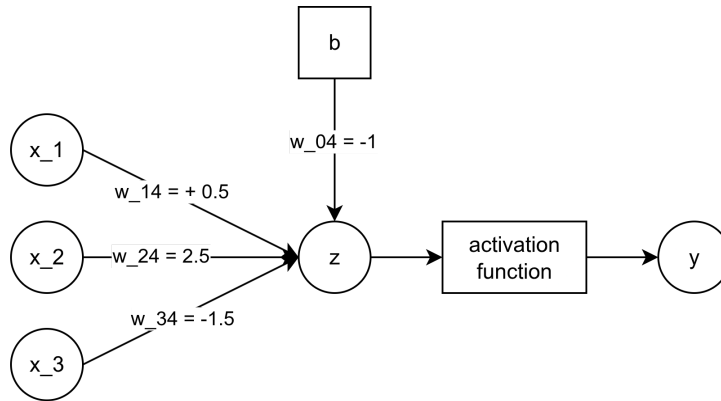 b
w_04 = -1
x_1
w_14 = + 0.5
x_2
w_24 = 2.5
z
activation
function
y
w_34 = -1.5
x_3